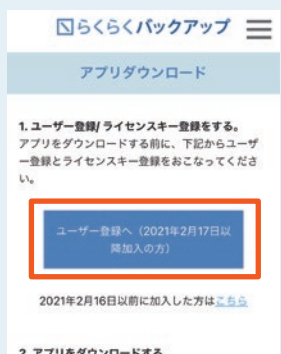 らくらくバックアップ
アプリダウンロード
1. ユーザー登録/ ライセンスキー登録をする。
アプリをダウンロードする前に、下記からユーザ
ー登録とライセンスキー登録をおこなってくださ
い。
ユーザー登録へ（2021年2月17日以
降加入の方）
2021年2月16日以前に加入した方はこちら
2. アプリをダウンロードする